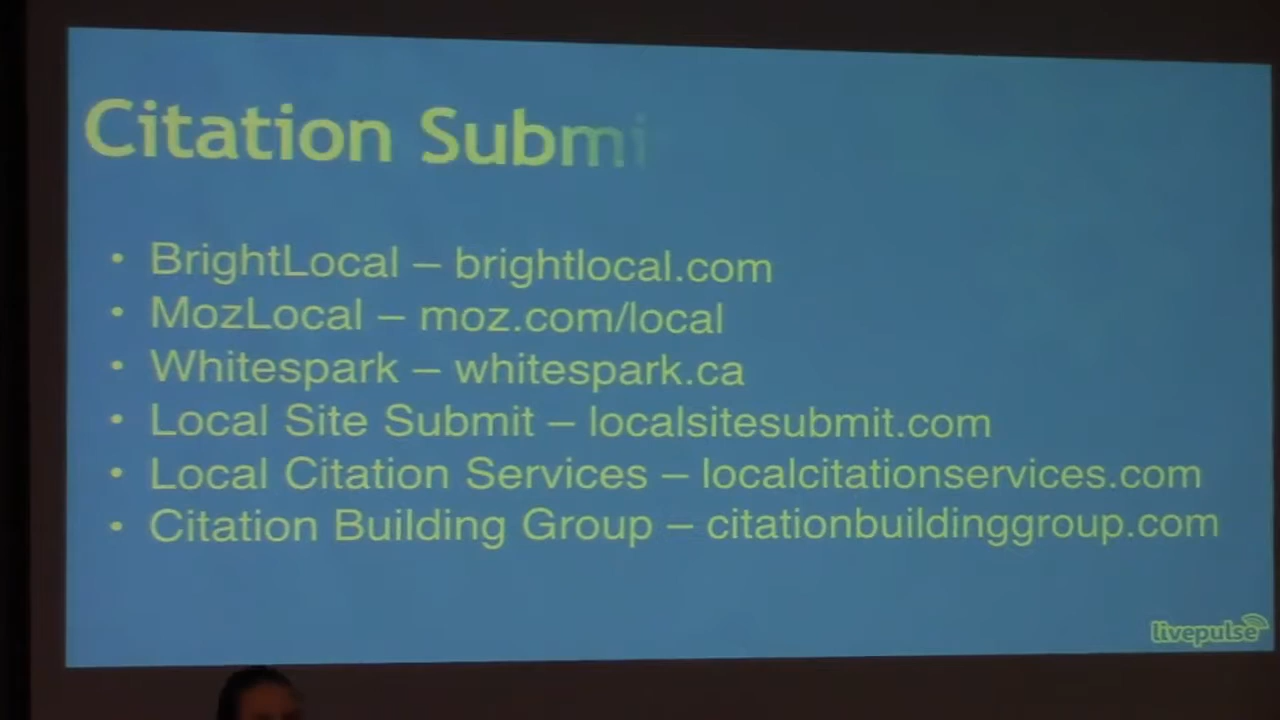 Citation Submi
• BrightLocal – brightlocal.com
• MozLocal – moz.com/local
• Whitespark – whitespark.ca
• Local Site Submit – localsitesubmit.com
• Local Citation Services – localcitationservices.com
• Citation Building Group – citationbuildinggroup.com
livepulse